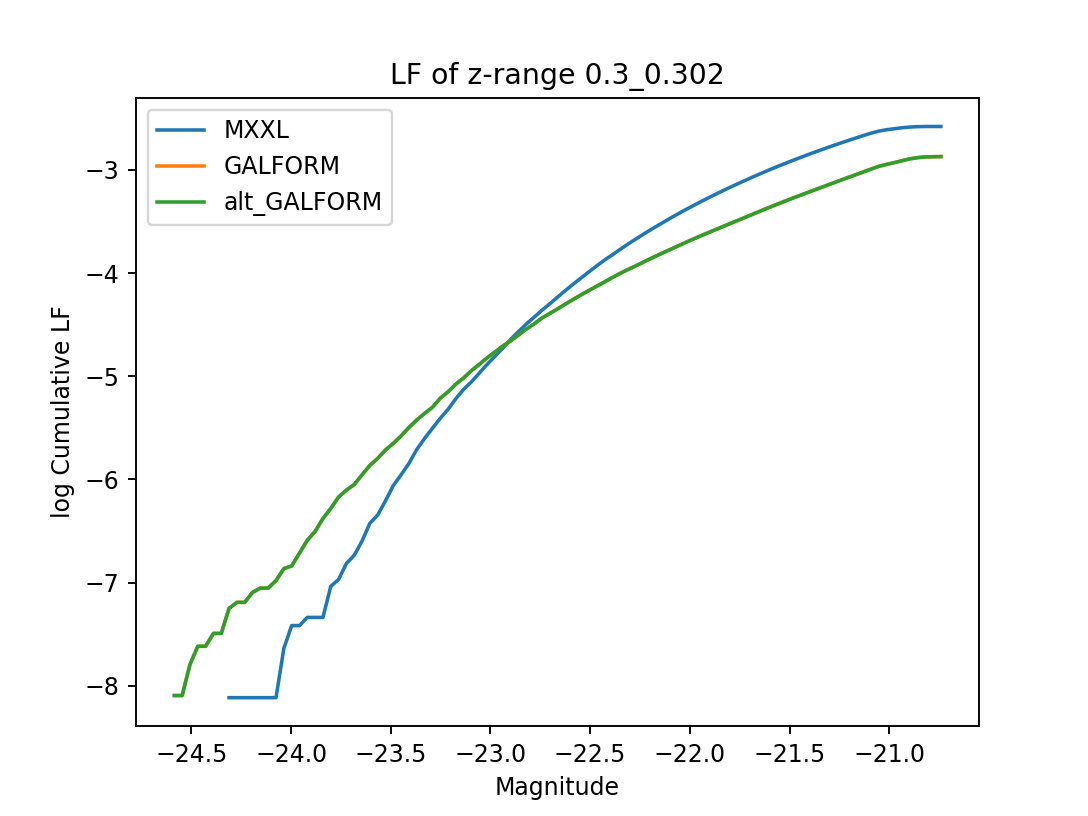 LF of z-range 0.3_0.302
MXXL
GALFORM
alt_GALFORM
log Cumulative LF
−3
−4
−5
−6
−7
−8
−24.5 −24.0 −23.5 −23.0 −22.5 −22.0 −21.5 −21.0
Magnitude